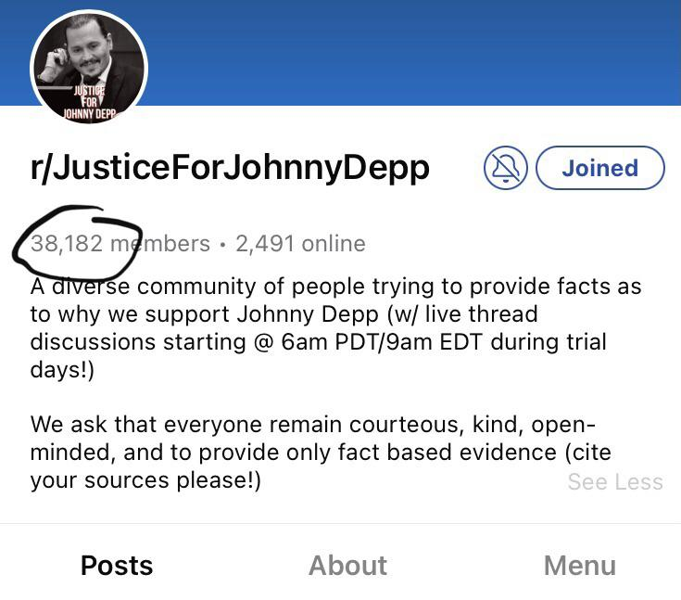 JUSTICE
FOR
JOHNNY DEPP
r/JusticeForJohnnyDepp
Joined
38,182 members • 2,491 online
A diverse community of people trying to provide facts as
to why we support Johnny Depp (w/ live thread
discussions starting @ 6am PDT/9am EDT during trial
days!)
We ask that everyone remain courteous, kind, open-
minded, and to provide only fact based evidence (cite
your sources please!)
See Less
Posts
About
Menu